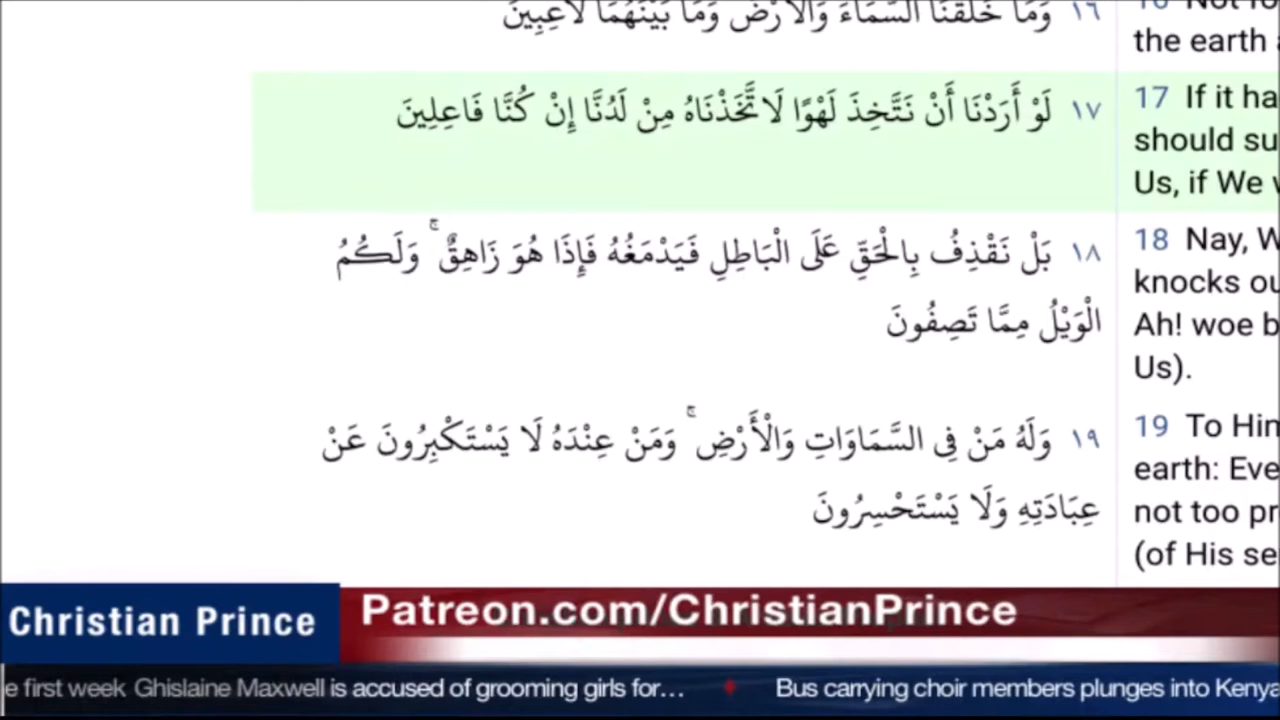 ١٦ وَمَا خَلَقْنَا السَّمَاءَ وَالْأَرْضَ وَمَا بَيْنَهُمَا لَاعِبِينَ
the earth
١٧ لَوْ أَرَدْنَا أَنْ نَتَّخِذَ لَهْوًا لَاتَّخَذْنَاهُ مِنْ لَدُنَّا إِنْ كُنَّا فَاعِلِينَ
17 If it ha
should su
Us, if We w
١٨ بَلْ نَقْذِفُ بِالْحَقِّ عَلَى الْبَاطِلِ فَيَدْمَغُهُ فَإِذَا هُوَ زَاهِقٌ ۚ وَلَكُمُ
الْوَيْلُ مِمَّا تَصِفُونَ
18 Nay, W
knocks ou
Ah! woe b
Us).
١٩ وَلَهُ مَنْ فِي السَّمَاوَاتِ وَالْأَرْضِ ۚ وَمَنْ عِنْدَهُ لَا يَسْتَكْبِرُونَ عَنْ
عِبَادَتِهِ وَلَا يَسْتَحْسِرُونَ
19 To Him
earth: Eve
not too pr
(of His se
Christian Prince
Patreon.com/ChristianPrince
e first week Ghislaine Maxwell is accused of grooming girls for... Bus carrying choir members plunges into Kenya